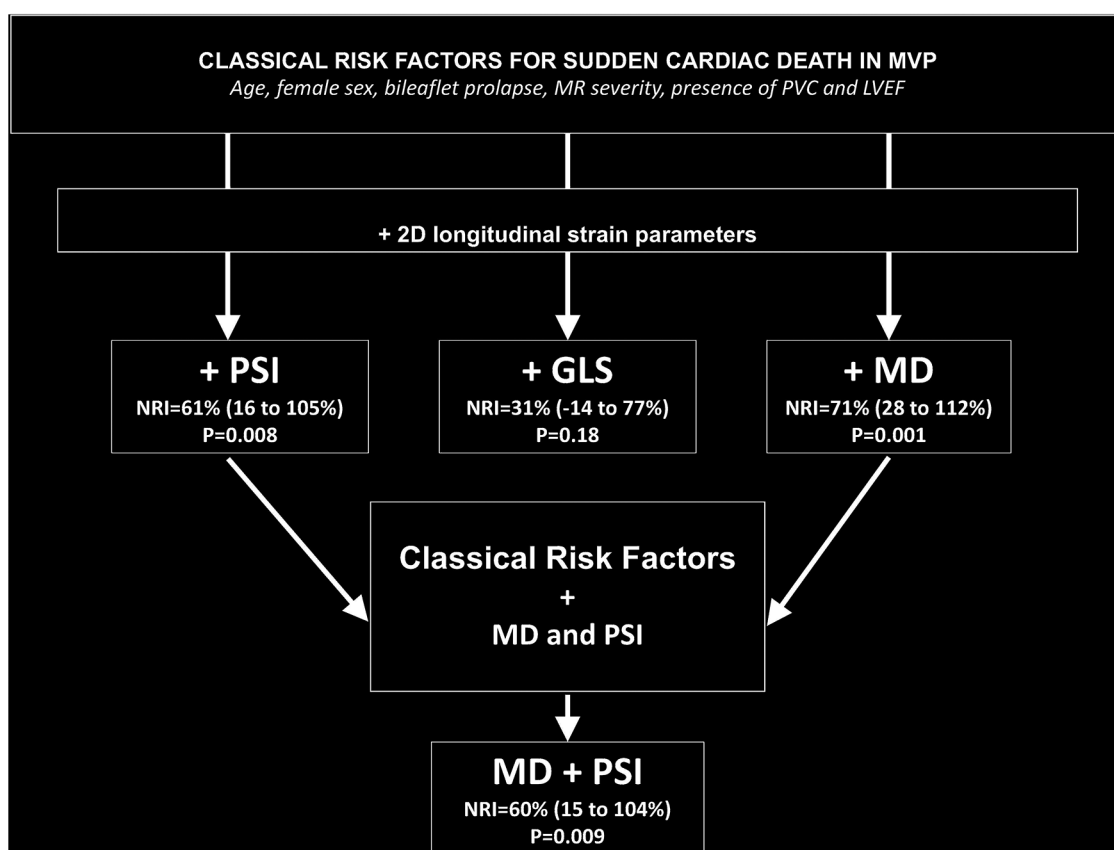 CLASSICAL RISK FACTORS FOR SUDDEN CARDIAC DEATH IN MVP
Age, female sex, bileaflet prolapse, MR severity, presence of PVC and LVEF
+ 2D longitudinal strain parameters
+ PSI
NRI=61% (16 to 105%)
P=0.008
+ GLS
NRI=31% (-14 to 77%)
P=0.18
+ MD
NRI=71% (28 to 112%)
P=0.001
Classical Risk Factors
+
MD and PSI
MD + PSI
NRI=60% (15 to 104%)
P=0.009